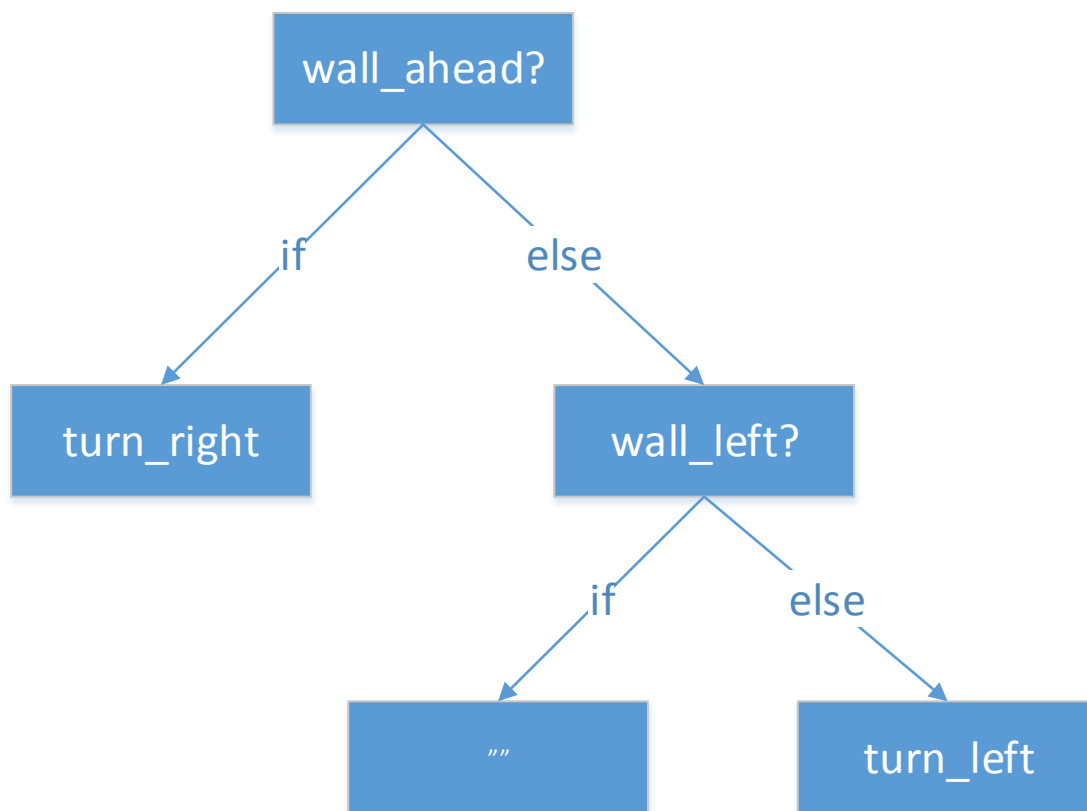 wall_ahead?
if
else
turn_right
wall_left?
if
else
””
turn_left